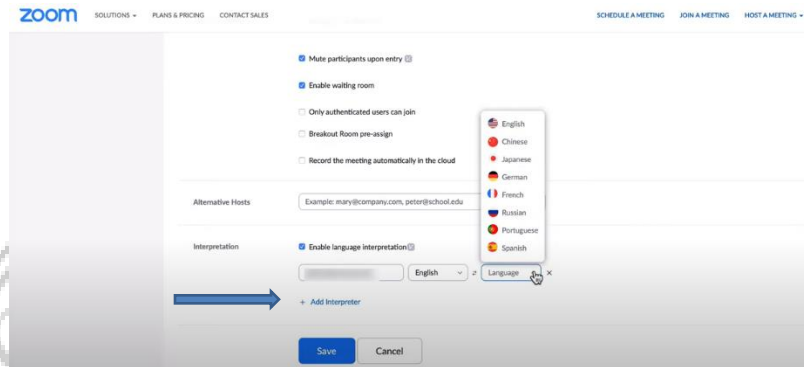 zoom SOLUTIONS PLANS & PRICING CONTACT SALES SCHEDULE A MEETING JOIN A MEETING HOST A MEETING
Mute participants upon entry
Enable waiting room
Only authenticated users can join
Breakout Room pre-assign
Record the meeting automatically in the cloud
English
Chinese
Japanese
German
French
Russian
Portuguese
Spanish
Alternative Hosts Example: mary@company.com, peter@school.edu
Interpretation Enable language interpretation
English Language ×
+ Add Interpreter
Save Cancel